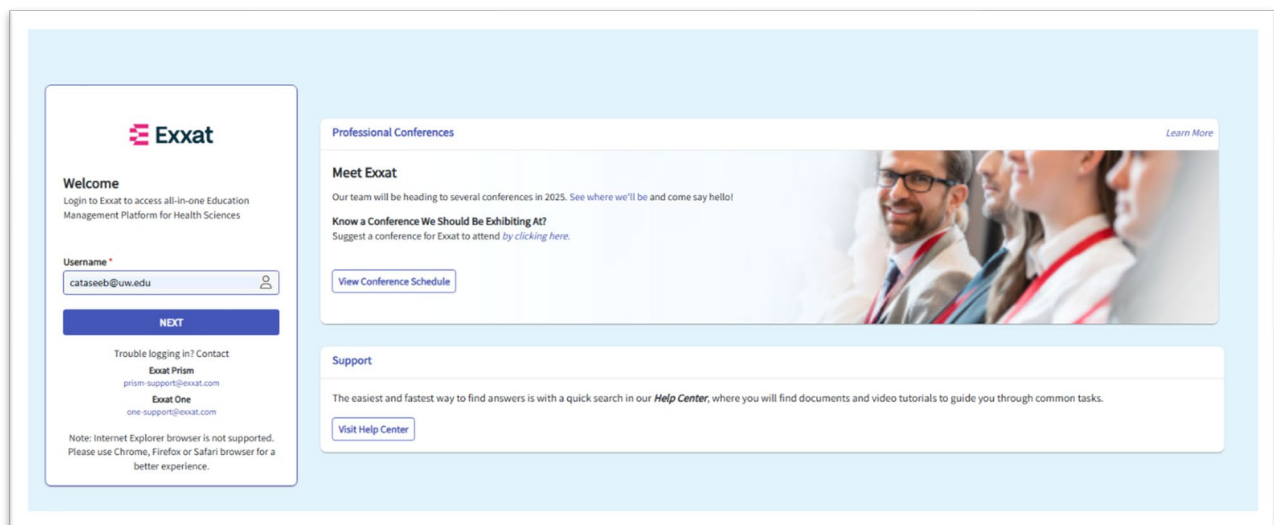 Exxat
Welcome
Login to Exxat to access all-in-one Education
Management Platform for Health Sciences
Username *
cataseeb@uw.edu
NEXT
Trouble logging in? Contact
Exxat Prism
prism-support@exxat.com
Exxat One
one-support@exxat.com
Note: Internet Explorer browser is not supported.
Please use Chrome, Firefox or Safari browser for a
better experience.
Professional Conferences
Learn More
Meet Exxat
Our team will be heading to several conferences in 2025. See where we'll be and come say hello!
Know a Conference We Should Be Exhibiting At?
Suggest a conference for Exxat to attend by clicking here.
View Conference Schedule
Support
The easiest and fastest way to find answers is with a quick search in our Help Center, where you will find documents and video tutorials to guide you through common tasks.
Visit Help Center